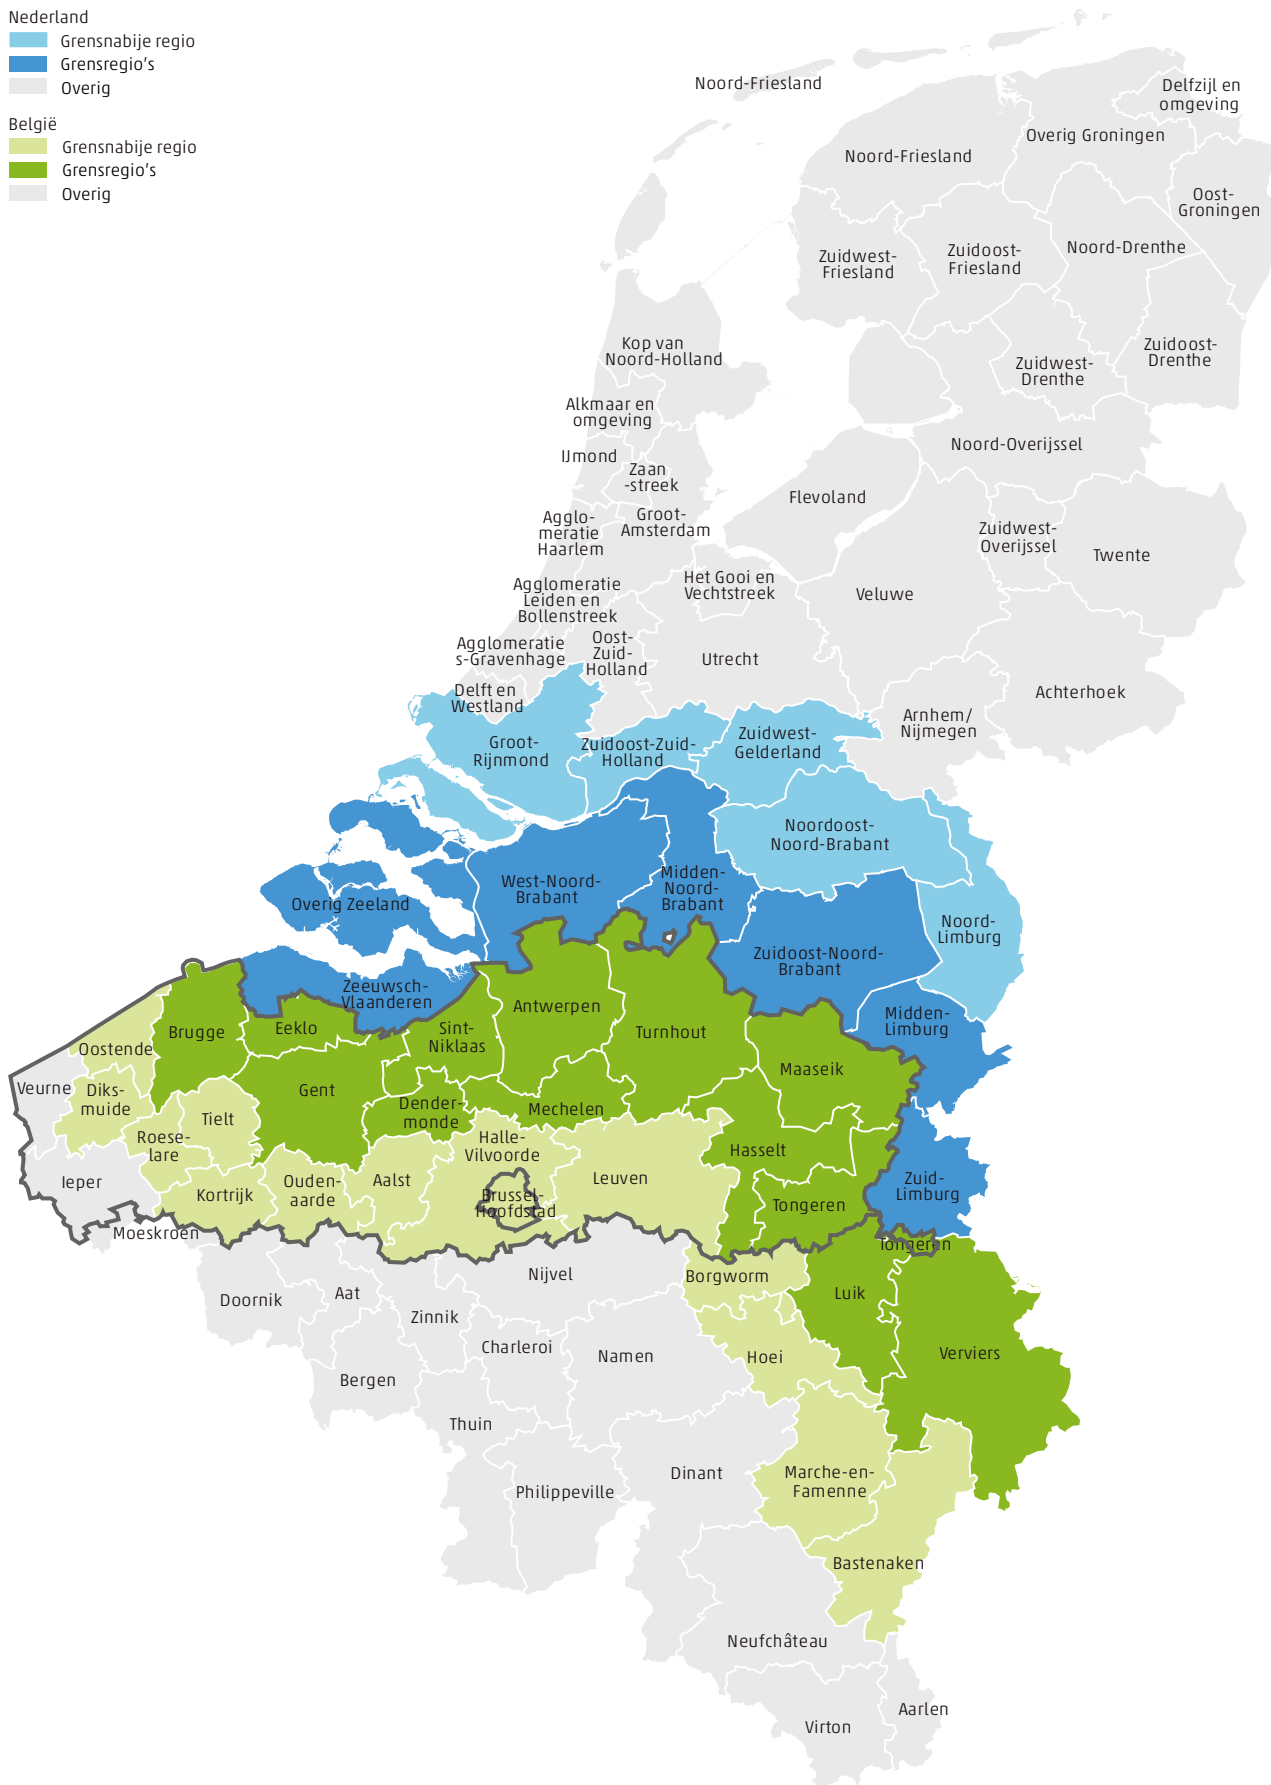 Nederland
Grensnabije regio
Grensregio's
Overig
België
Grensnabije regio
Grensregio's
Overig
Noord-Friesland
Delfzijl en
omgeving
Overig Groningen
Noord-Friesland
Oost-
Groningen
Zuidwest-
Friesland
Zuidoost-
Friesland
Noord-Drenthe
Kop van
Noord-Holland
Zuidwest-
Drenthe
Zuidoost-
Drenthe
Alkmaar en
omgeving
Noord-Overijssel
IJmond
Zaan
-streek
Flevoland
Agglo-
meratie
Haarlem
Groot-
Amsterdam
Zuidwest-
Overijssel
Twente
Agglomeratie
Leiden en
Bollenstreek
Het Gooi en
Vechtstreek
Veluwe
Agglomeratie
s-Gravenhage
Oost-
Zuid-
Holland
Utrecht
Delft en
Westland
Achterhoek
Arnhem/
Nijmegen
Groot-
Rijnmond
Zuidoost-Zuid-
Holland
Zuidwest-
Gelderland
Noordoost-
Noord-Brabant
West-Noord-
Brabant
Midden-
Noord-
Brabant
Overig Zeeland
Noord-
Limburg
Zuidoost-Noord-
Brabant
Zeeuwsch-
Vlaanderen
Midden-
Limburg
Antwerpen
Brugge
Eeklo
Sint-
Niklaas
Turnhout
Oostende
Maaseik
Veurne
Diks-
muide
Gent
Tielt
Dender-
monde
Mechelen
Roese-
lare
Halle-
Vilvoorde
Hasselt
Ieper
Kortrijk
Ouden-
aarde
Aalst
Leuven
Zuid-
Limburg
Brussel-
Hoofdstad
Tongeren
Moeskroen
Tongeren
Nijvel
Borgworm
Doornik
Aat
Zinnik
Luik
Charleroi
Namen
Hoei
Verviers
Bergen
Thuin
Dinant
Marche-en-
Famenne
Philippeville
Bastenaken
Neufchâteau
Aarlen
Virton